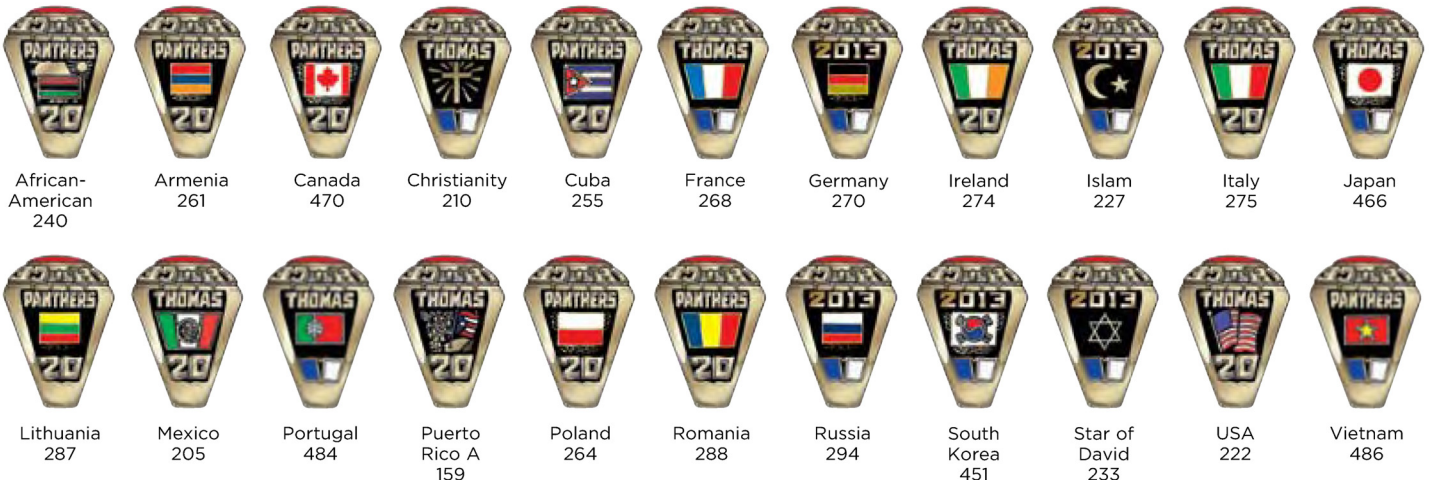 PANTHERS PANTHERS PANTHERS THOMAS PANTHERS THOMAS 2013 THOMAS 2013 THOMAS THOMAS
20 20 20 20 20 20
African- Armenia Canada Christianity Cuba France Germany Ireland Islam Italy Japan
American 261 470 210 255 268 270 274 227 275 466
240
PANTHERS THOMAS THOMAS THOMAS PANTHERS PANTHERS 2013 2013 2013 THOMAS PANTHERS
20 20 20 20 20 20
Lithuania Mexico Portugal Puerto Poland Romania Russia South Star of USA Vietnam
287 205 484 Rico A 264 288 294 Korea David 222 486
159 451 233